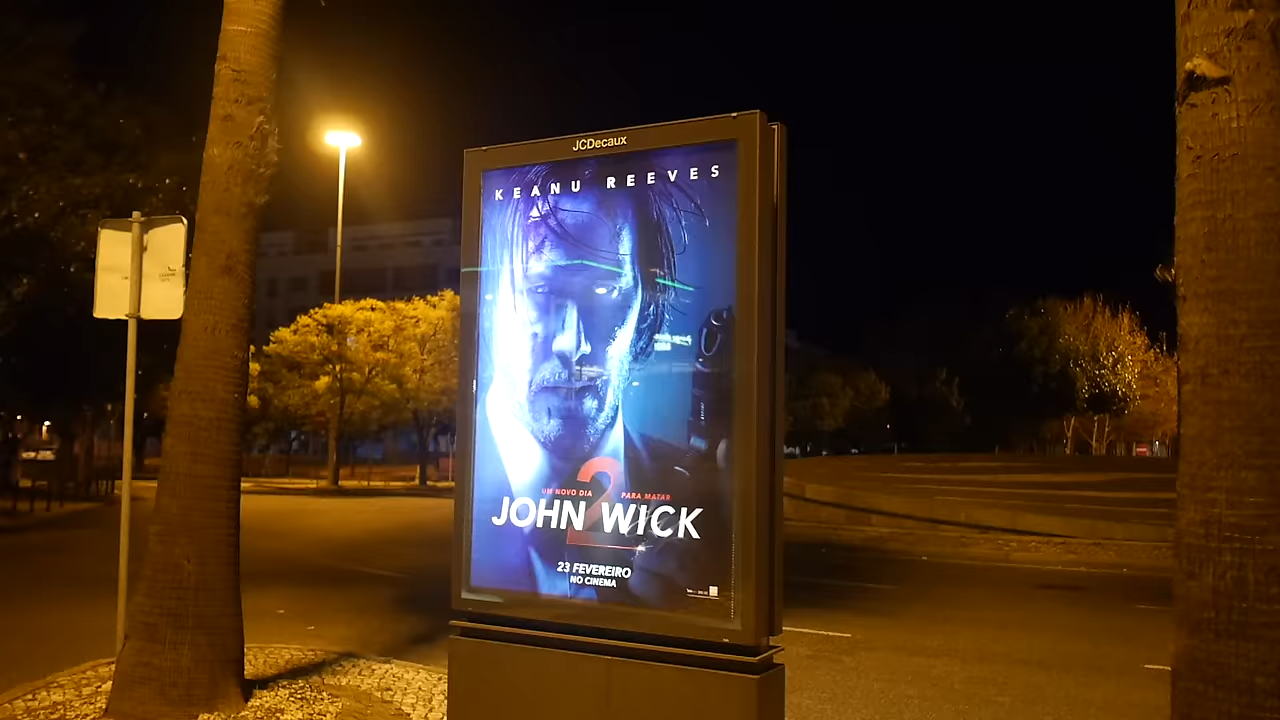 JCDecaux
KEANU REEVES
2
UM NOVO DIA PARA MATAR
JOHN WICK
23 FEVEREIRO
NO CINEMA